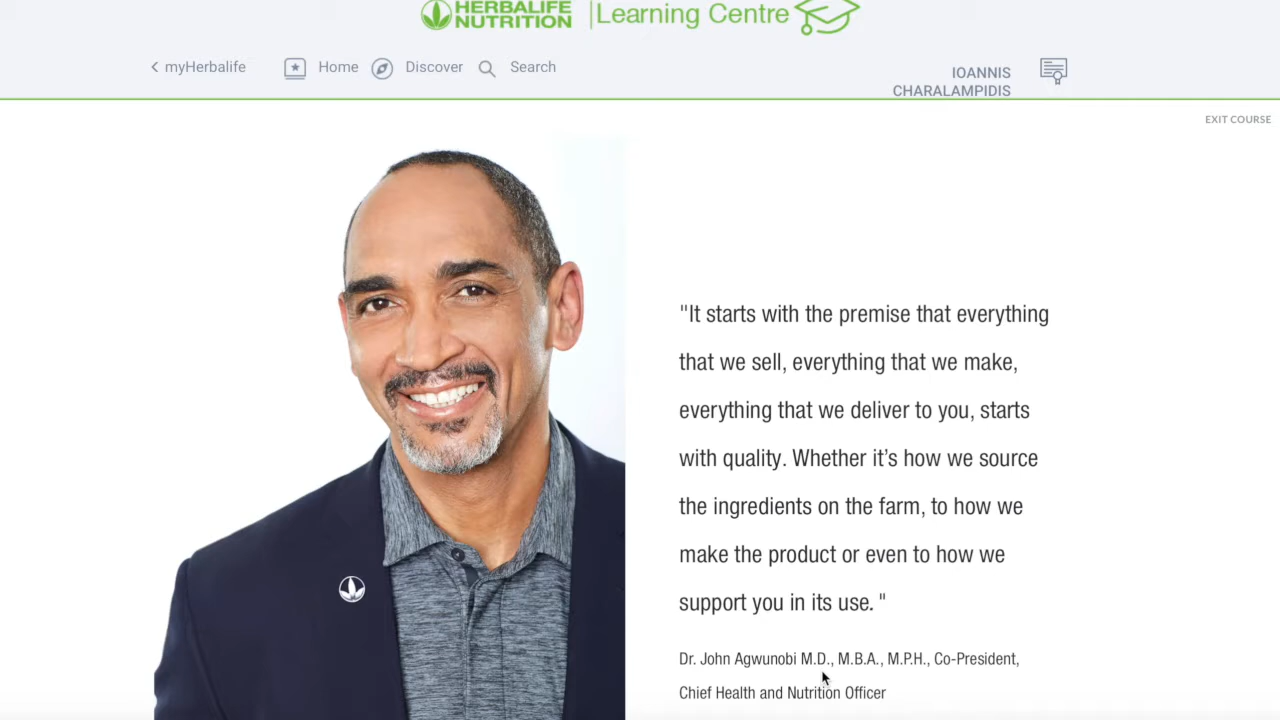 HERBALIFE
NUTRITION
Learning Centre
myHerbalife
Home
Discover
Search
IOANNIS
CHARALAMPIDIS
EXIT COURSE
"It starts with the premise that everything
that we sell, everything that we make,
everything that we deliver to you, starts
with quality. Whether it’s how we source
the ingredients on the farm, to how we
make the product or even to how we
support you in its use. "
Dr. John Agwunobi M.D., M.B.A., M.P.H., Co-President,
Chief Health and Nutrition Officer